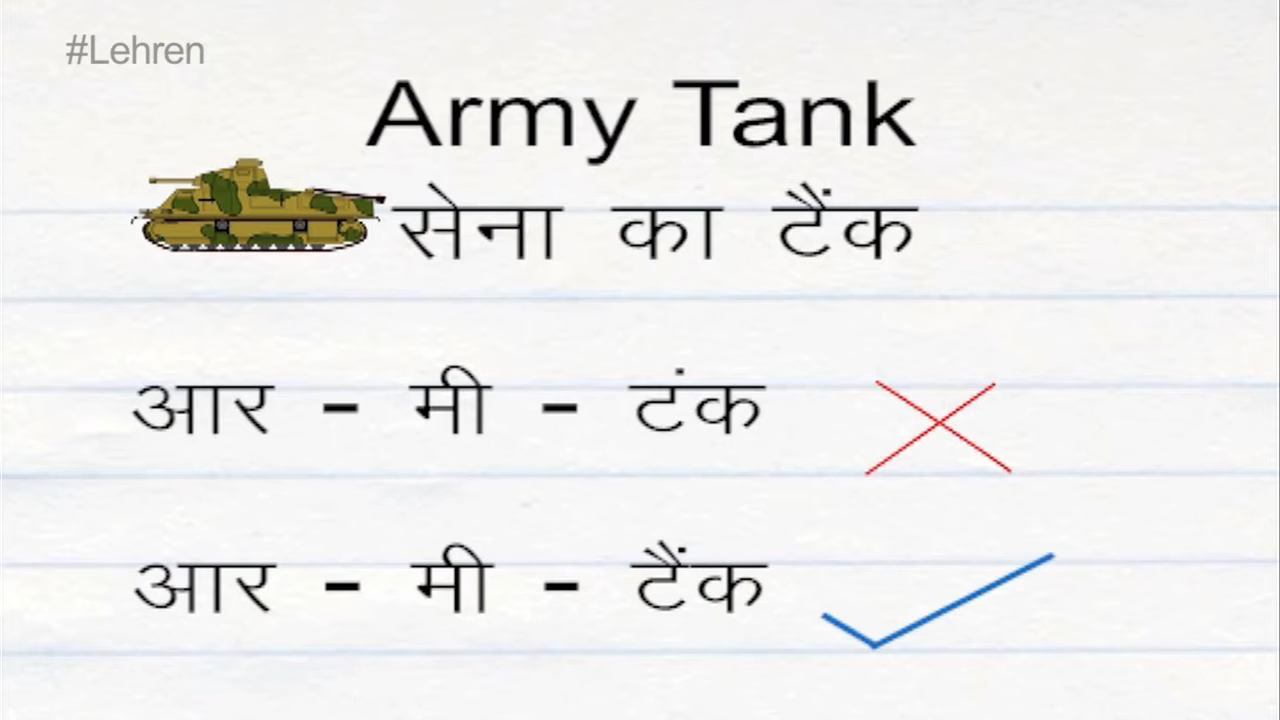 #Lehren
Army Tank
सेना का टैंक
आर - मी - टंक
आर - मी - टैंक